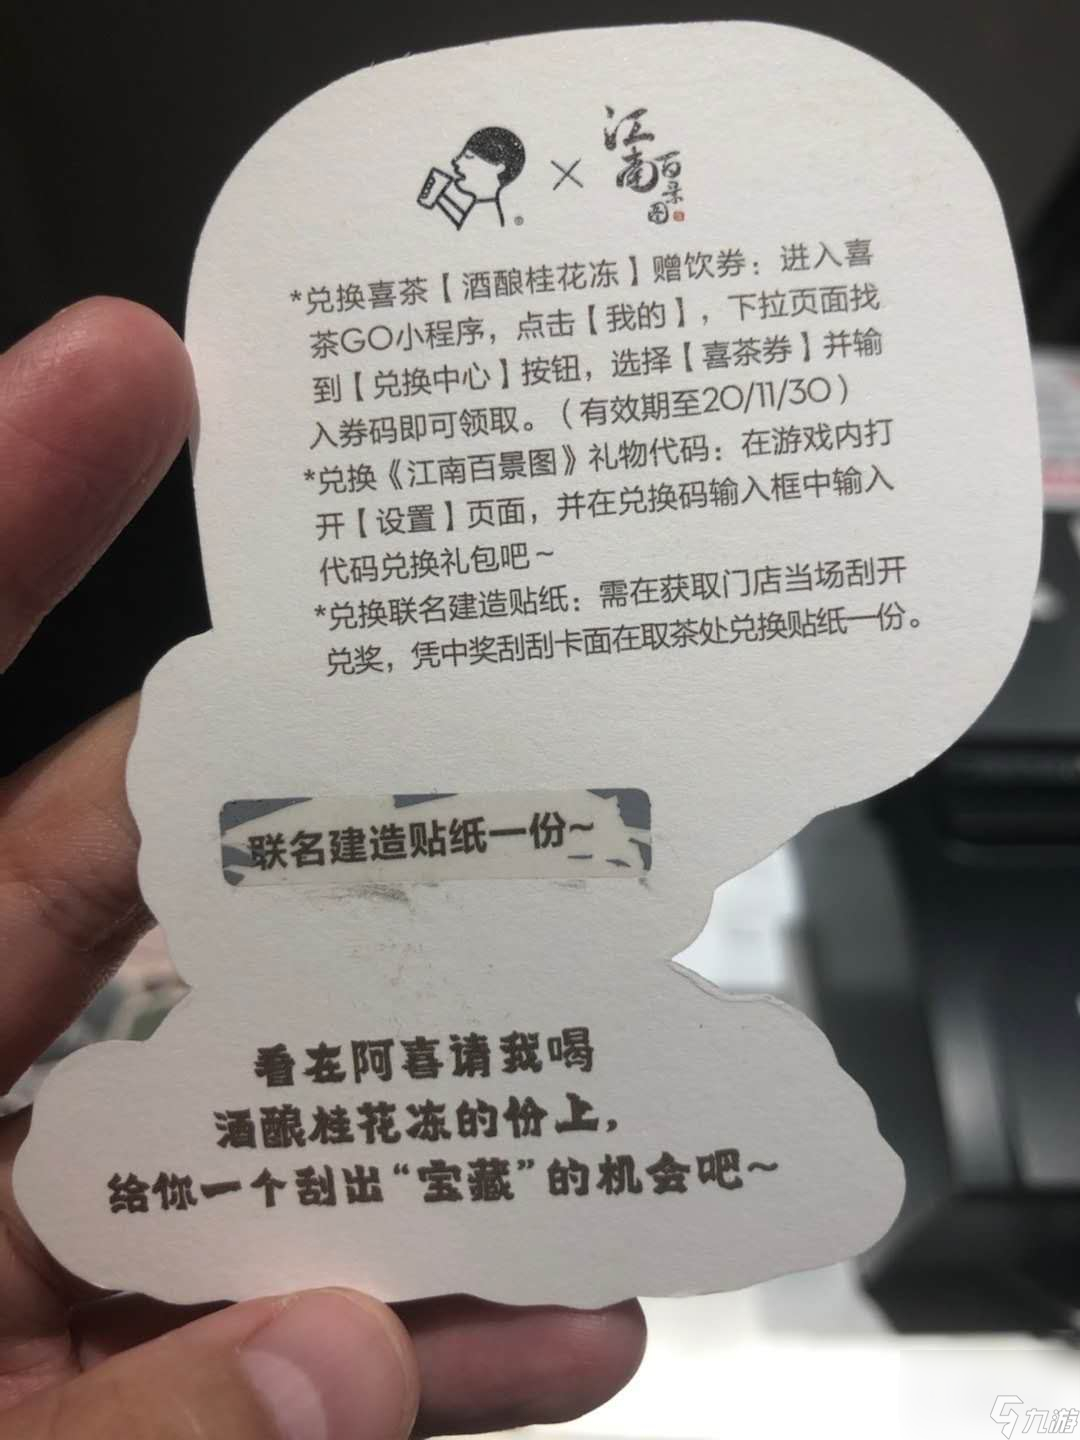 江南百景图
*兑换喜茶【酒酿桂花冻】赠饮券：进入喜
茶GO小程序，点击【我的】，下拉页面找
到【兑换中心】按钮，选择【喜茶券】并输
入券码即可领取。（有效期至20/11/30）
*兑换《江南百景图》礼物代码：在游戏内打
开【设置】页面，并在兑换码输入框中输入
代码兑换礼包吧~
*兑换联名建造贴纸：需在获取门店当场刮开
兑奖，凭中奖刮刮卡面在取茶处兑换贴纸一份。
联名建造贴纸一份~
看在阿喜请我喝
酒酿桂花冻的份上，
给你一个刮出“宝藏”的机会吧~
九游